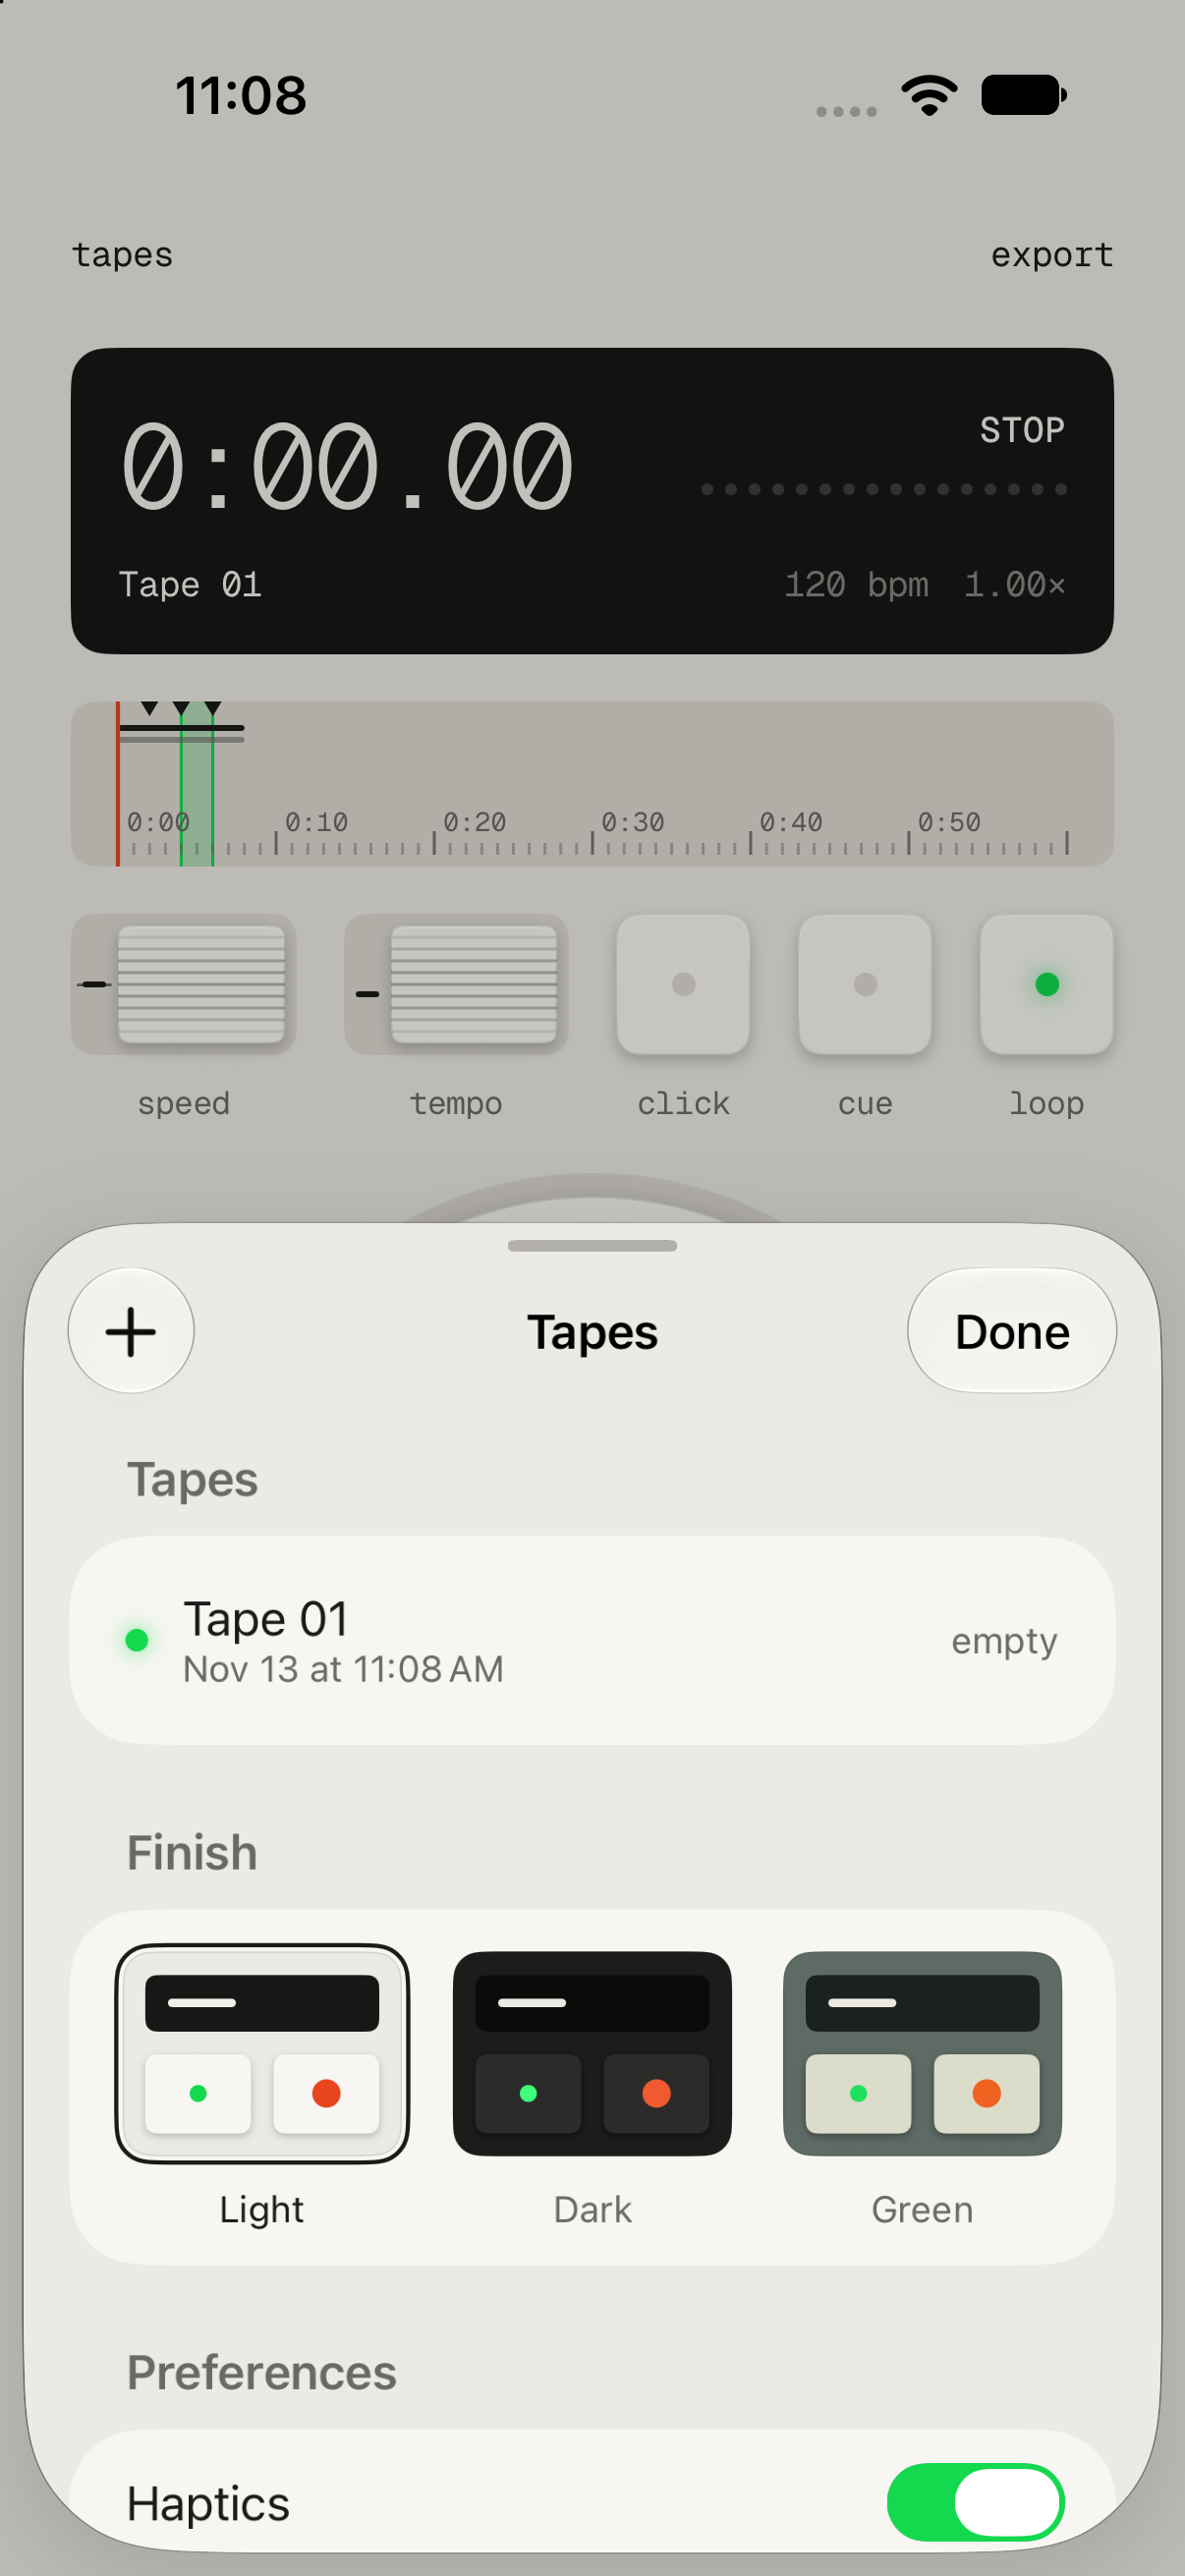 11:08
tapes
export
0:00.00
STOP
Tape 01
120 bpm 1.00×
0:00 0:10 0:20 0:30 0:40 0:50
speed tempo click cue loop
Tapes
Done
Tapes
Tape 01
Nov 13 at 11:08 AM
empty
Finish
Light Dark Green
Preferences
Haptics